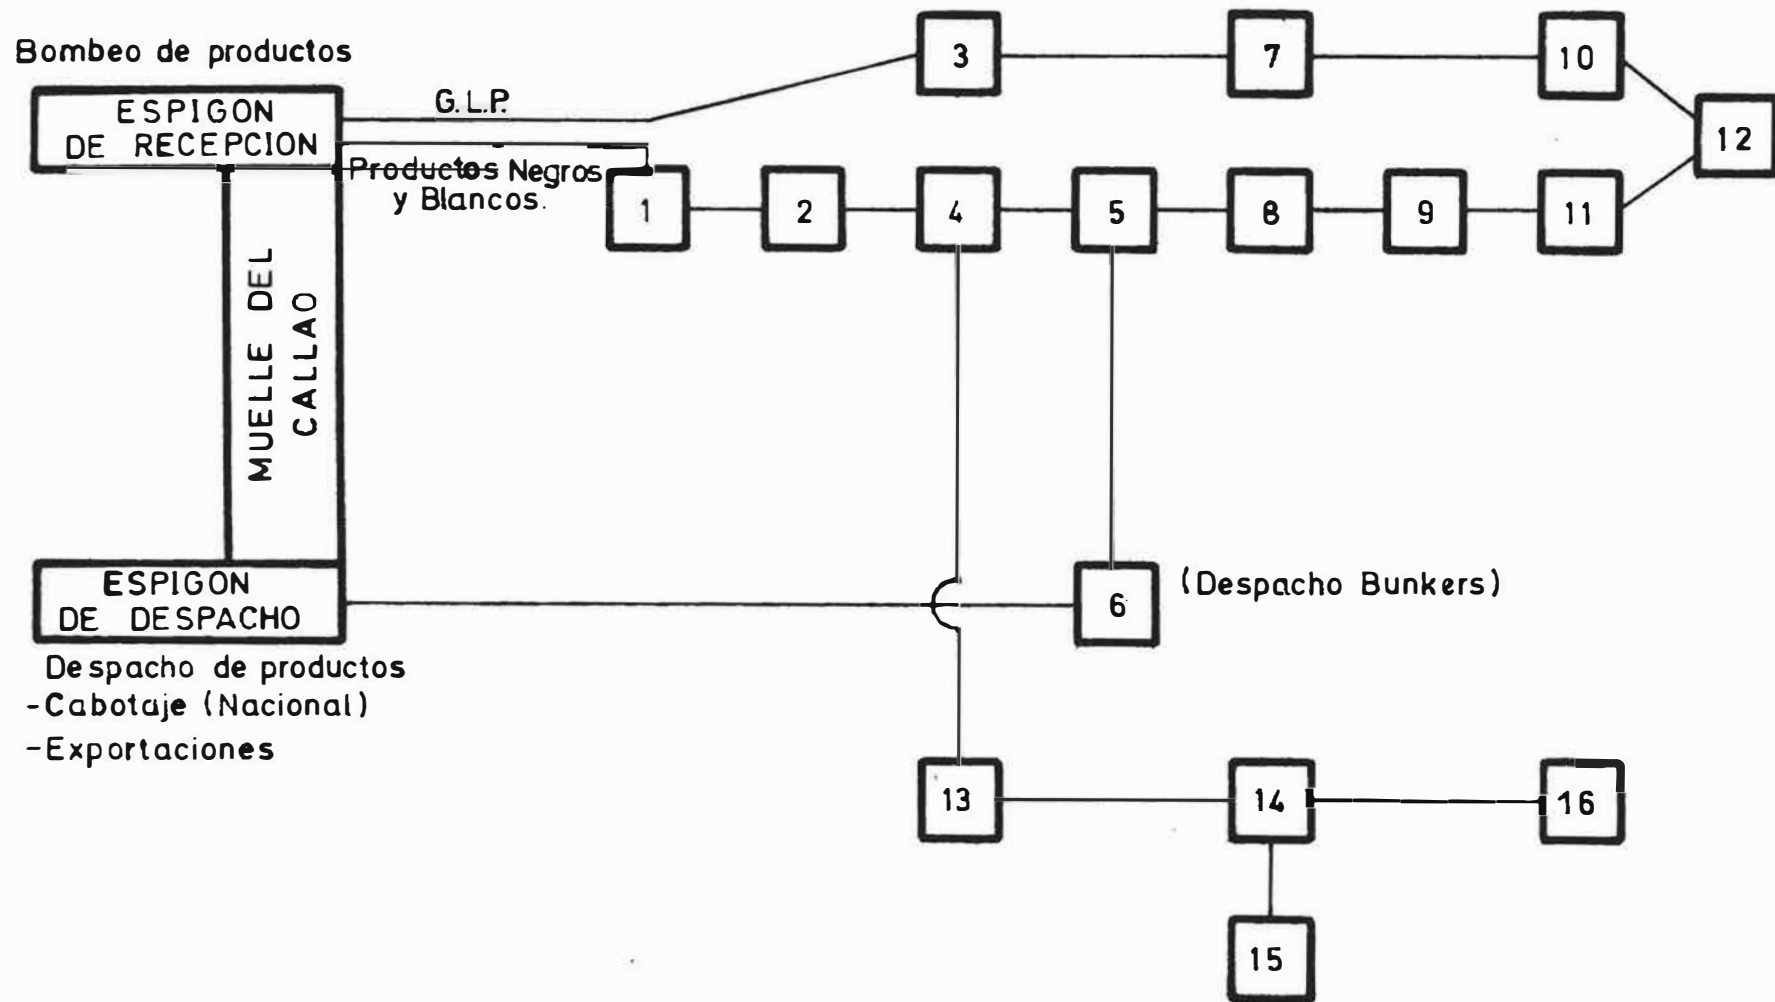 Bombeo de productos
ESPIGON
DE RECEPCION
G.L.P.
Productos Negros
y Blancos.
MUELLE DEL
CALLAO
ESPIGON
DE DESPACHO
Despacho de productos
-Cabotaje (Nacional)
-Exportaciones
3
7
10
12
1
2
4
5
8
9
11
6
(Despacho Bunkers)
13
14
16
15